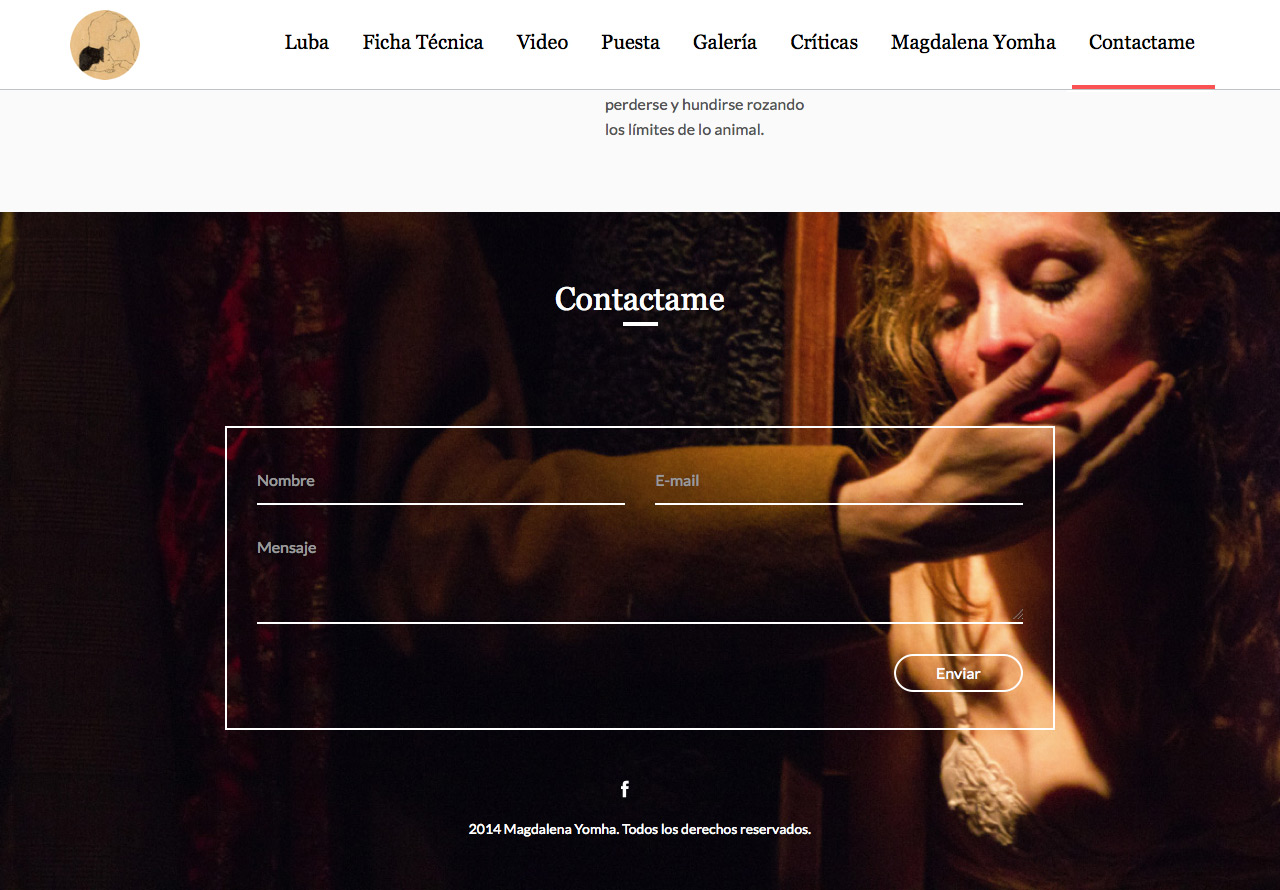 Luba Ficha Técnica Video Puesta Galería Críticas Magdalena Yomha Contactame
perderse y hundirse rozando
los límites de lo animal.
Contactame
Nombre E-mail
Mensaje
Enviar
f
2014 Magdalena Yomha. Todos los derechos reservados.